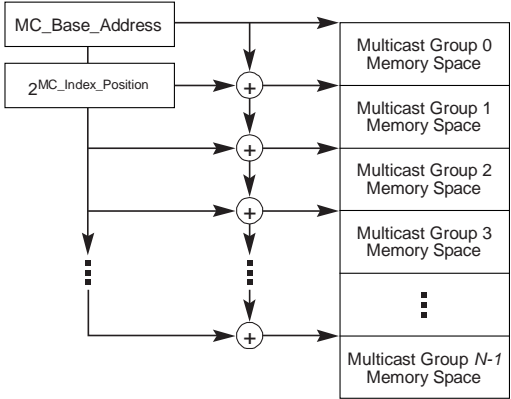 MC_Base_Address
2MC_Index_Position
Multicast Group 0
Memory Space
+
Multicast Group 1
Memory Space
+
Multicast Group 2
Memory Space
+
Multicast Group 3
Memory Space
+
Multicast Group N-1
Memory Space